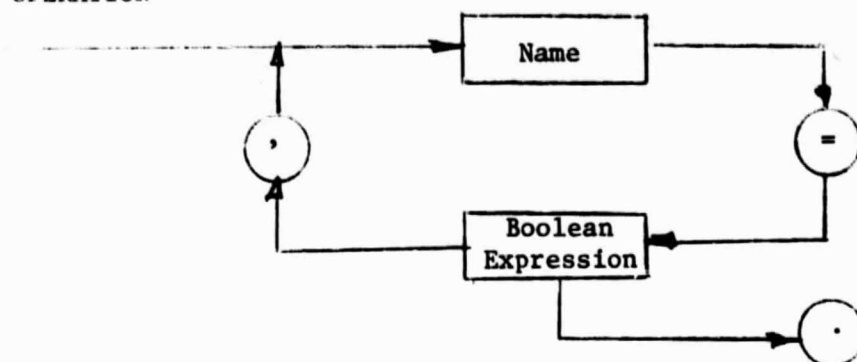 Name
,
=
Boolean
Expression
.